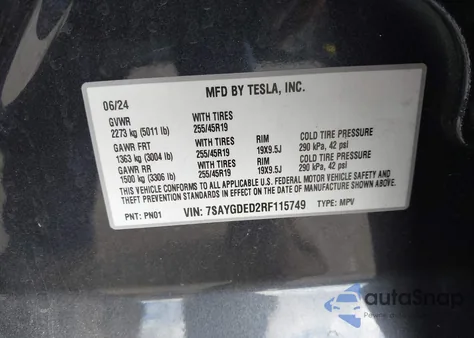 MFD BY TESLA, INC.
06/24
GVWR WITH TIRES
2273 kg (5011 lb) 255/45R19
GAWR FRT WITH TIRES RIM COLD TIRE PRESSURE
1363 kg (3004 lb) 255/45R19 19X9.5J 290 kPa, 42 psi
GAWR RR WITH TIRES RIM COLD TIRE PRESSURE
1500 kg (3306 lb) 255/45R19 19X9.5J 290 kPa, 42 psi
THIS VEHICLE CONFORMS TO ALL APPLICABLE U.S. FEDERAL MOTOR VEHICLE SAFETY AND
THEFT PREVENTION STANDARDS IN EFFECT ON THE DATE OF MANUFACTURE SHOWN ABOVE.
PNT: PN01 VIN: 7SAYGDED2RF115749 TYPE: MPV
autoSnap